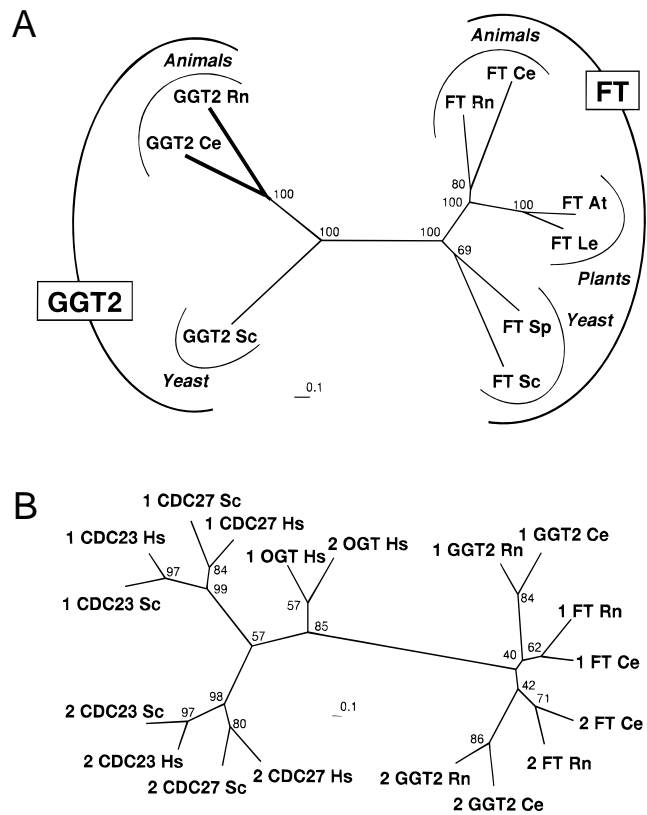 A
Animals
GGT2 Rn
GGT2 Ce
100
100
GGT2
GGT2 Sc
Yeast
0.1
Animals
FT Ce
FT Rn
FT
80
100
100
FT At
FT Le
Plants
100
69
FT Sp
Yeast
FT Sc
B
1 CDC27 Sc
1 CDC23 Hs
1 CDC27 Hs
97
84
99
1 CDC23 Sc
1 OGT Hs
2 OGT Hs
57
85
57
98
2 CDC23 Sc
97
80
2 CDC23 Hs
2 CDC27 Sc
2 CDC27 Hs
0.1
1 GGT2 Rn
1 GGT2 Ce
84
1 FT Rn
40
62
1 FT Ce
42
71
2 FT Ce
86
2 FT Rn
2 GGT2 Rn
2 GGT2 Ce